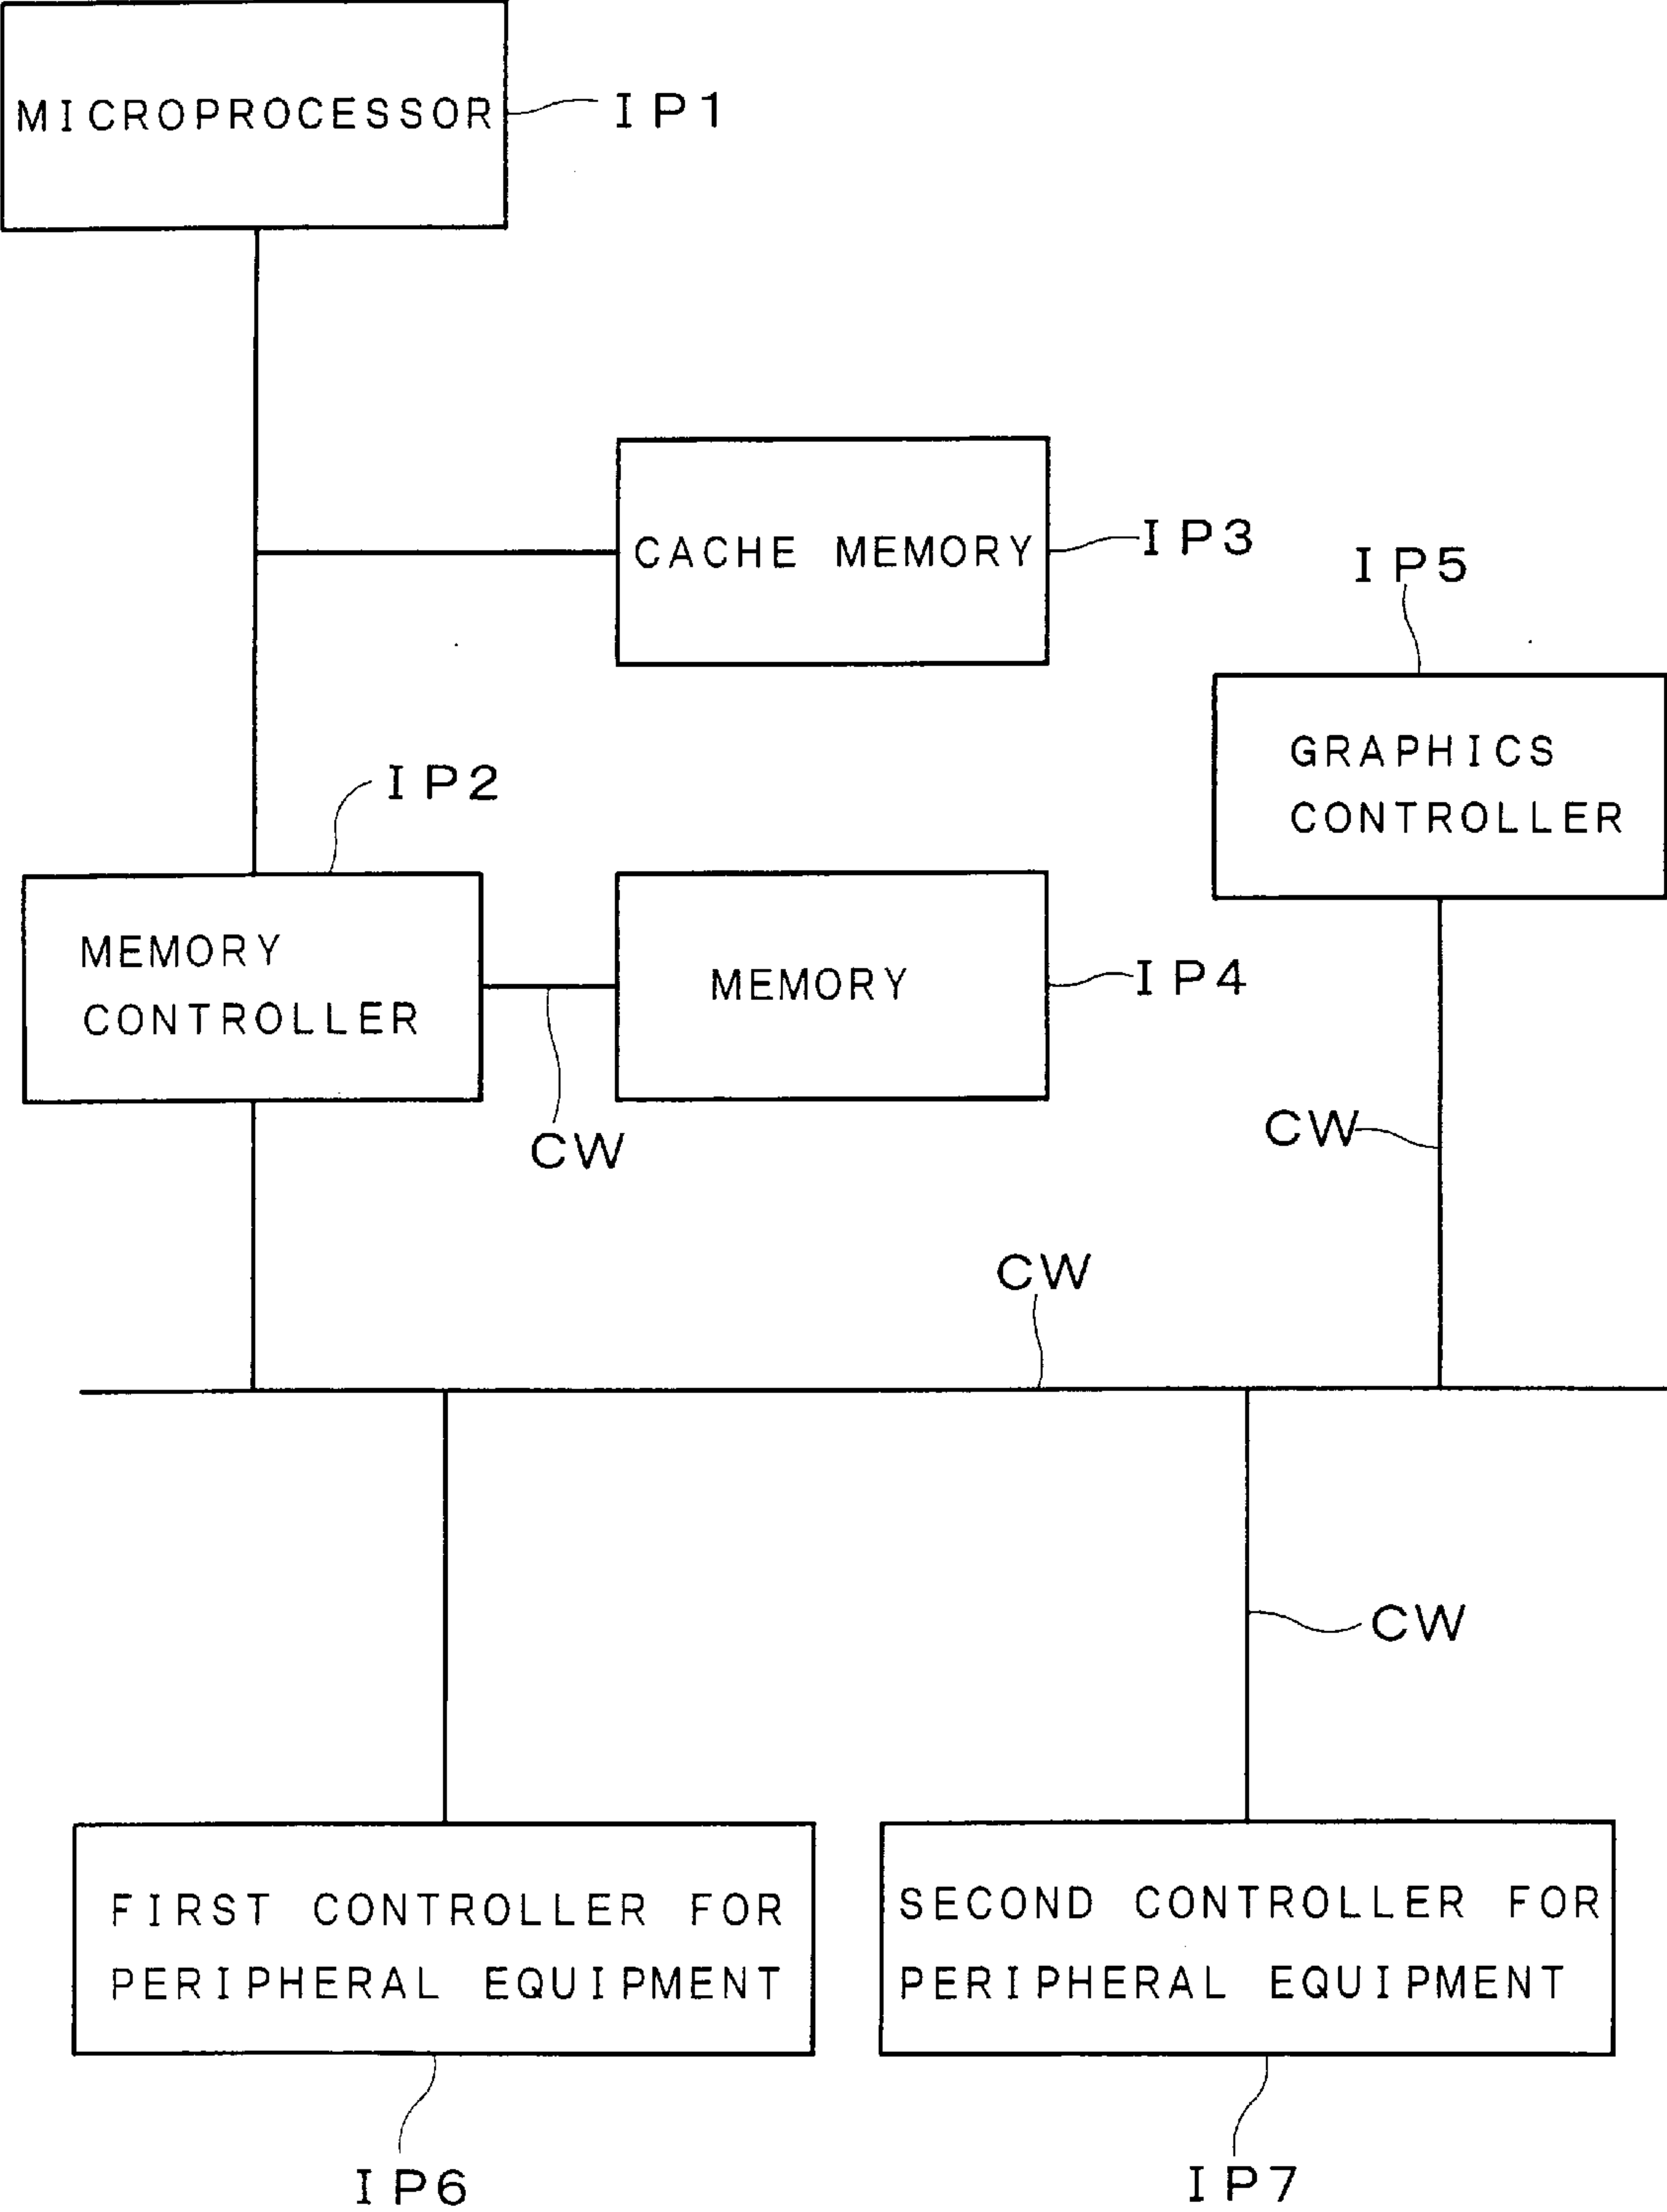 MICROPROCESSOR
IP1
CACHE MEMORY
IP3
IP5
GRAPHICS
CONTROLLER
IP2
MEMORY
CONTROLLER
MEMORY
IP4
CW
CW
CW
CW
FIRST CONTROLLER FOR
PERIPHERAL EQUIPMENT
SECOND CONTROLLER FOR
PERIPHERAL EQUIPMENT
IP6
IP7